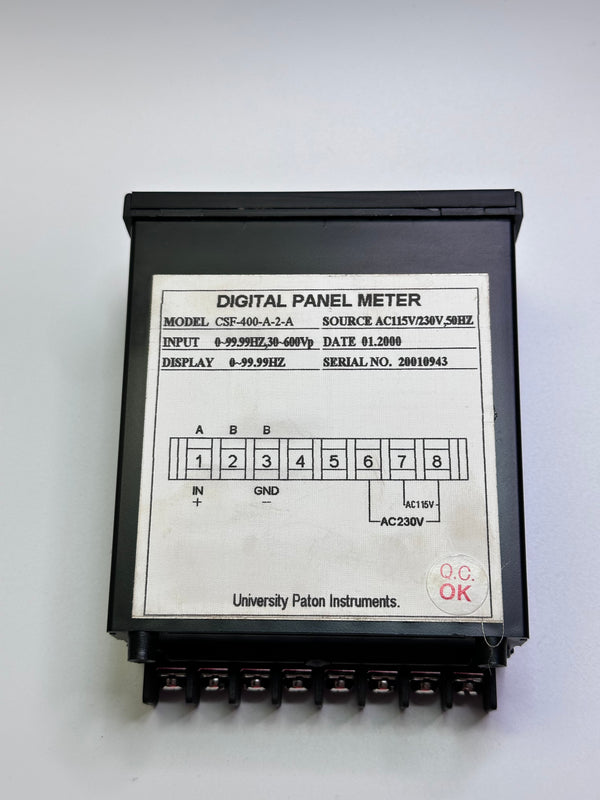 DIGITAL PANEL METER
MODEL CSF-400-A-2-A SOURCE AC115V/230V,50HZ
INPUT 0~99.99HZ,30~600Vp DATE 01.2000
DISPLAY 0~99.99HZ SERIAL NO. 20010943
A B B
1 2 3 4 5 6 7 8
IN GND AC115V
+ −
AC230V
Q.C.
OK
University Paton Instruments.